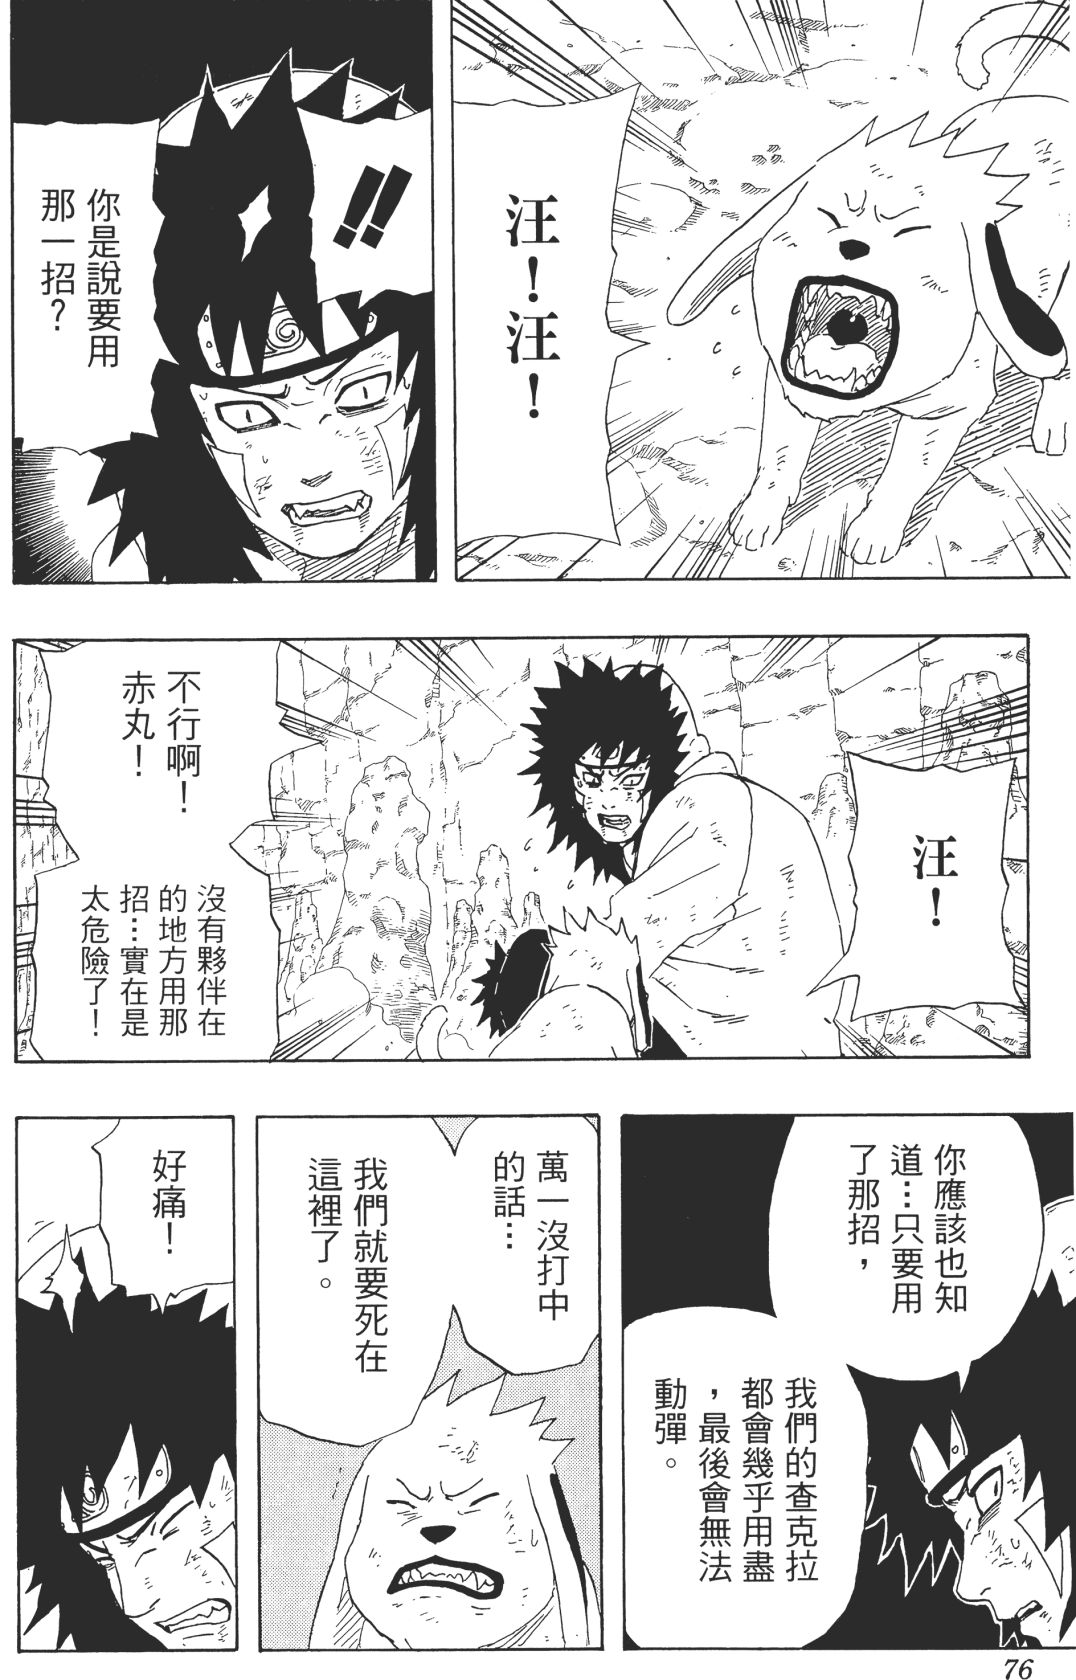 汪！汪！
！！
你是說要用
那一招？
汪！
不行啊！
赤丸！
沒有夥伴在
的地方用那
招…實在是
太危險了！
你應該也知
道…只要用
了那招，
我們的查克拉
都會幾乎用盡
，最後會無法
動彈。
萬一沒打中
的話…
我們就要死在
這裡了。
好痛！
76